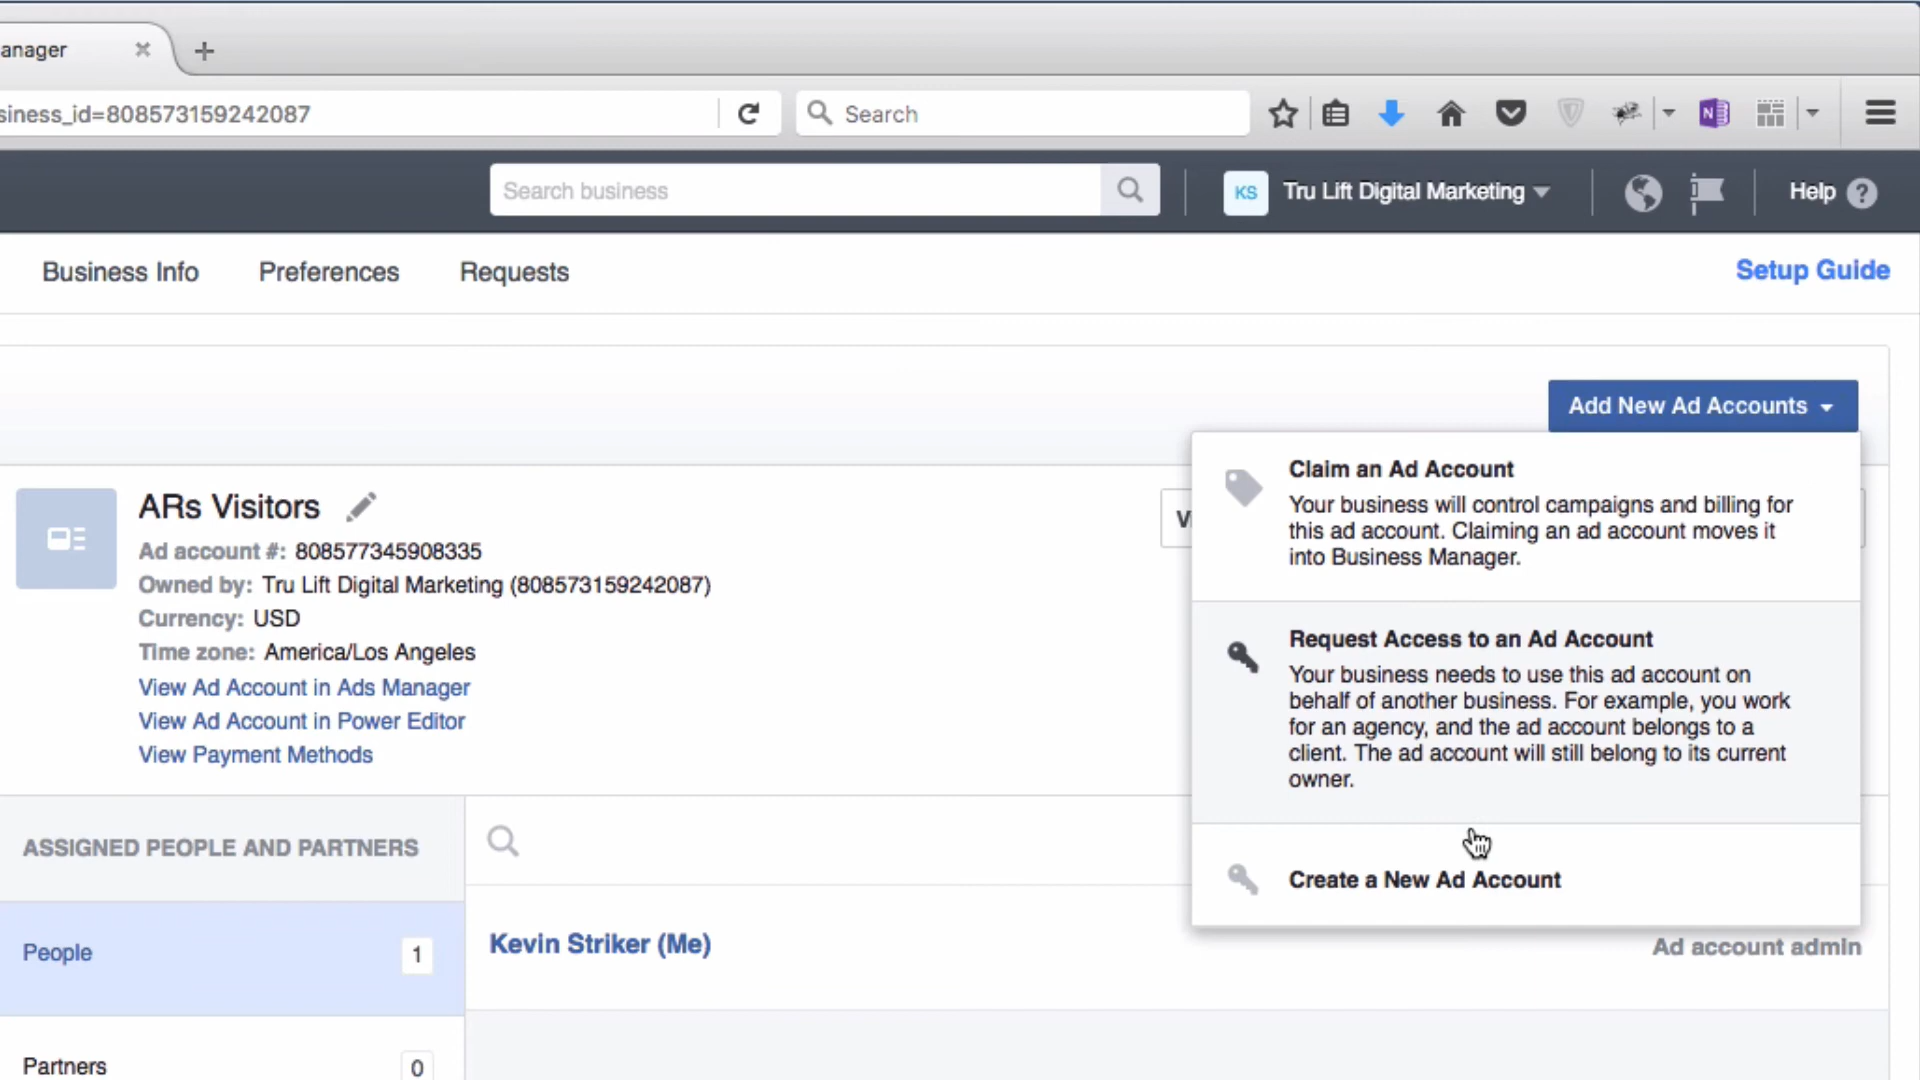 anager
siness_id=808573159242087
Search
Search business
KS
Tru Lift Digital Marketing
Help
Business Info
Preferences
Requests
Setup Guide
Add New Ad Accounts
Claim an Ad Account
Your business will control campaigns and billing for
this ad account. Claiming an ad account moves it
into Business Manager.
Request Access to an Ad Account
Your business needs to use this ad account on
behalf of another business. For example, you work
for an agency, and the ad account belongs to a
client. The ad account will still belong to its current
owner.
Create a New Ad Account
ARs Visitors
Ad account #: 808577345908335
Owned by: Tru Lift Digital Marketing (808573159242087)
Currency: USD
Time zone: America/Los Angeles
View Ad Account in Ads Manager
View Ad Account in Power Editor
View Payment Methods
ASSIGNED PEOPLE AND PARTNERS
People 1
Kevin Striker (Me)
Ad account admin
Partners 0